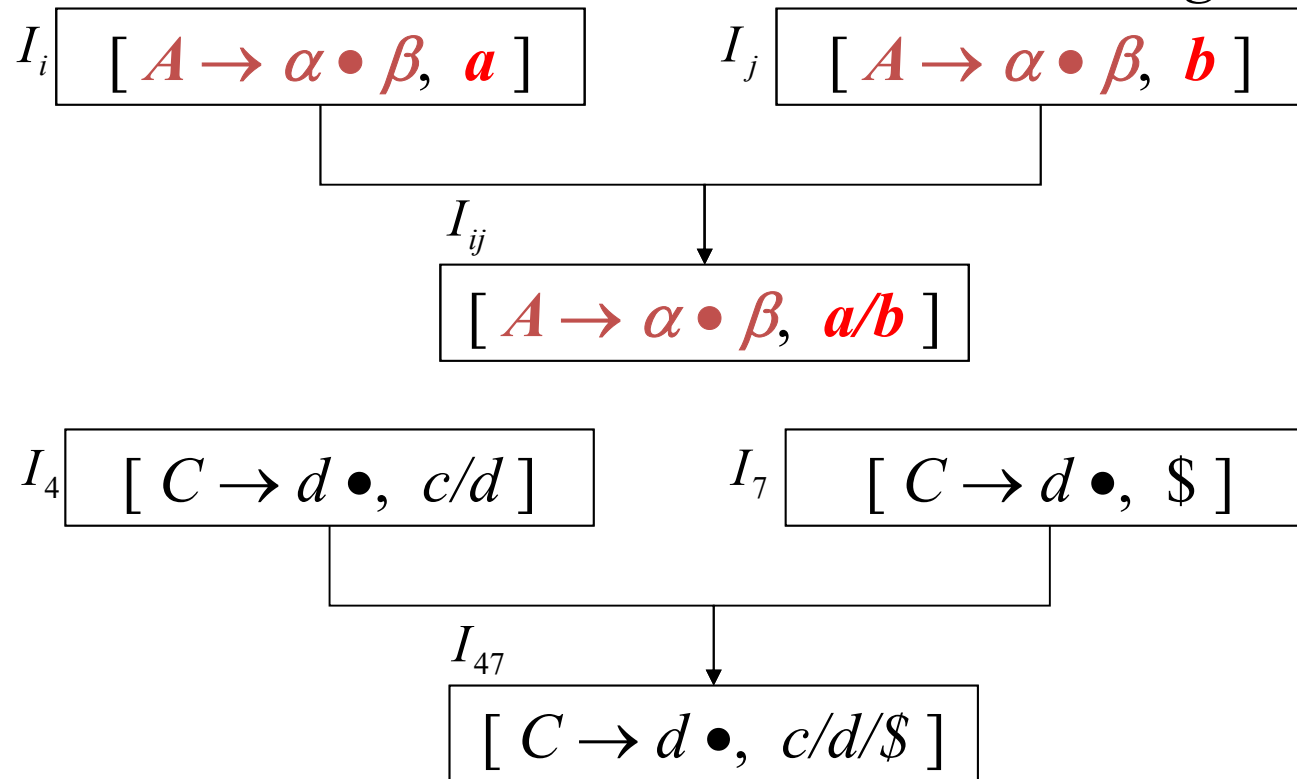 I_i [ A → α • β, a ] I_j [ A → α • β, b ]
I_ij
[ A → α • β, a/b ]
I_4 [ C → d •, c/d ] I_7 [ C → d •, $ ]
I_47
[ C → d •, c/d/$ ]